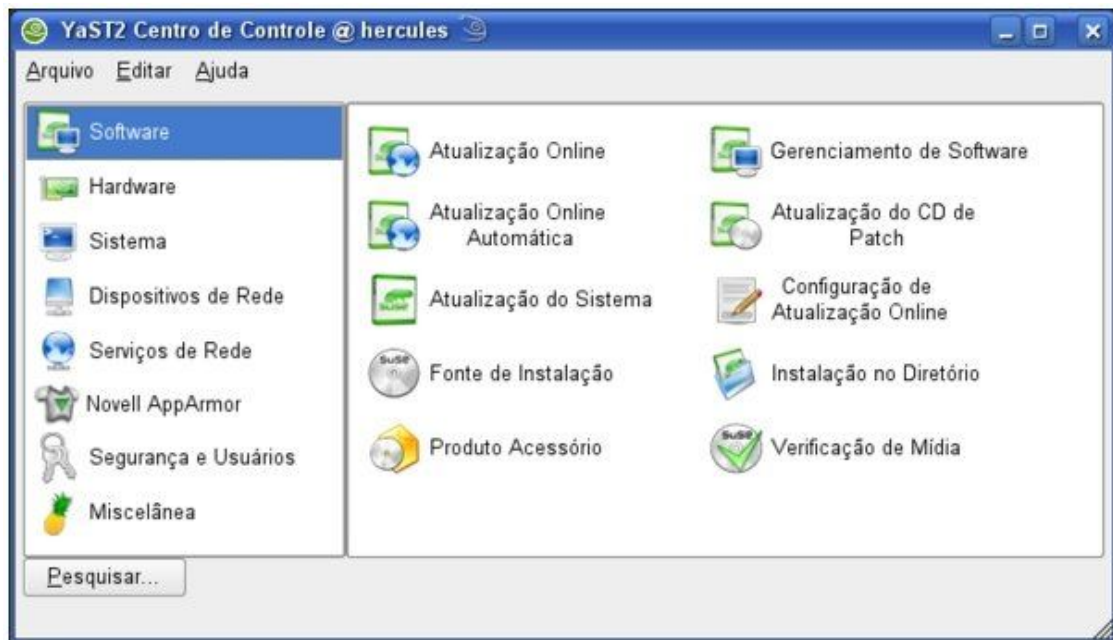 YaST2 Centro de Controle @ hercules
Arquivo Editar Ajuda
Software
Hardware
Sistema
Dispositivos de Rede
Serviços de Rede
Novell AppArmor
Segurança e Usuários
Miscelânea
Atualização Online
Gerenciamento de Software
Atualização Online
Automática
Atualização do CD de
Patch
Atualização do Sistema
Configuração de
Atualização Online
SuSE
Fonte de Instalação
Instalação no Diretório
Produto Acessório
SuSE
Verificação de Mídia
Pesquisar...